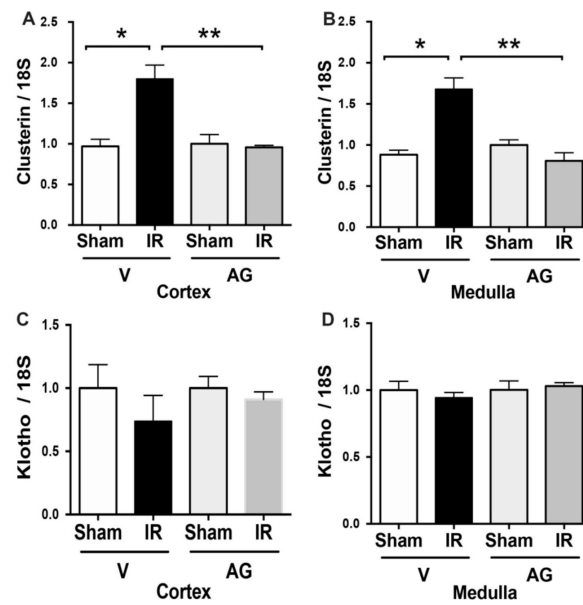 A
Clusterin / 18S
2.5
2.0
1.5
1.0
0.5
0.0
*
**
Sham IR Sham IR
V AG
Cortex
B
Clusterin / 18S
2.5
2.0
1.5
1.0
0.5
0.0
*
**
Sham IR Sham IR
V AG
Medulla
C
Klotho / 18S
1.5
1.0
0.5
0.0
Sham IR Sham IR
V AG
Cortex
D
Klotho / 18S
1.5
1.0
0.5
0.0
Sham IR Sham IR
V AG
Medulla